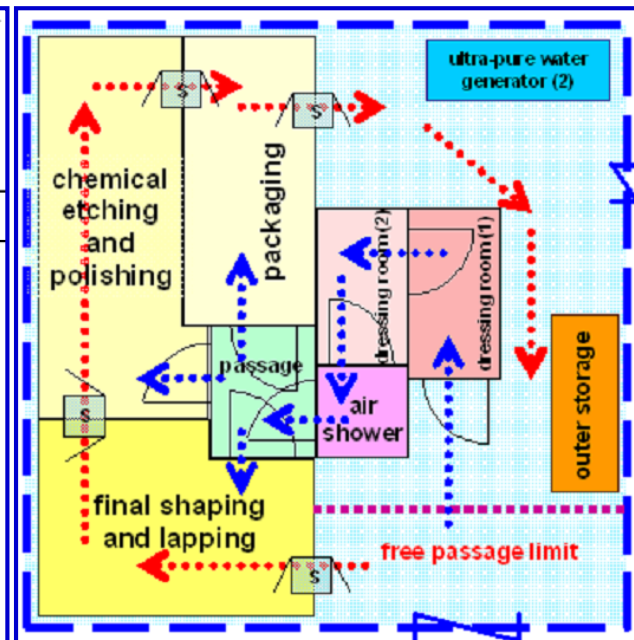 ultra-pure water
generator (2)
S
S
chemical
etching
and
polishing
packaging
dressing room(2)
dressing room(1)
passage
air
shower
outer storage
S
final shaping
and lapping
free passage limit
S